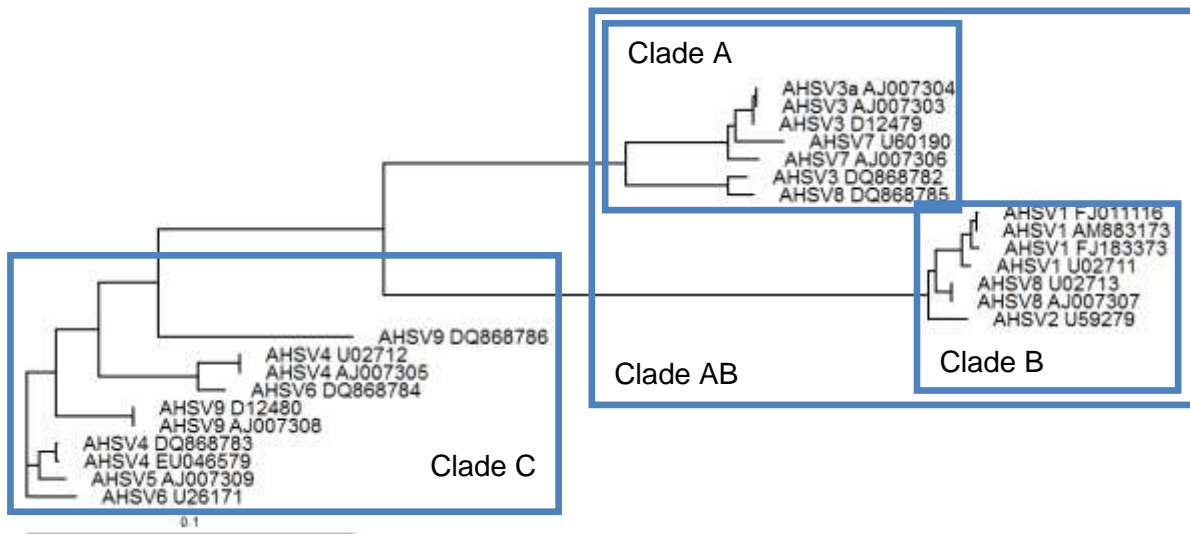 Clade A
AHSV3a AJ007304
AHSV3 AJ007303
AHSV3 D12479
AHSV7 U60190
AHSV7 AJ007306
AHSV3 DQ868782
AHSV8 DQ868785
AHSV1 FJ011116
AHSV1 AM883173
AHSV1 FJ183373
AHSV1 U02711
AHSV8 U02713
AHSV8 AJ007307
AHSV2 U59279
Clade B
Clade AB
AHSV9 DQ868786
AHSV4 U02712
AHSV4 AJ007305
AHSV6 DQ868784
AHSV9 D12480
AHSV9 AJ007308
AHSV4 DQ868783
AHSV4 EU046579
AHSV5 AJ007309
AHSV6 U26171
Clade C
0.1